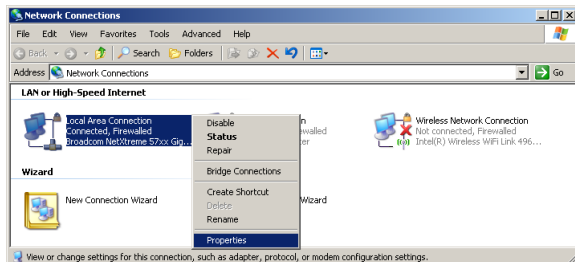 Network Connections
File Edit View Favorites Tools Advanced Help
Back Search Folders
Address Network Connections Go
LAN or High-Speed Internet
Local Area Connection
Connected, Firewalled
Broadcom NetXtreme 57xx Gig...
Disable
Status
Repair
Bridge Connections
Create Shortcut
Delete
Rename
Properties
n
ewalled
ter
Wireless Network Connection
Not connected, Firewalled
Intel(R) Wireless WiFi Link 496...
Wizard
New Connection Wizard
Wizard
View or change settings for this connection, such as adapter, protocol, or modem configuration settings.